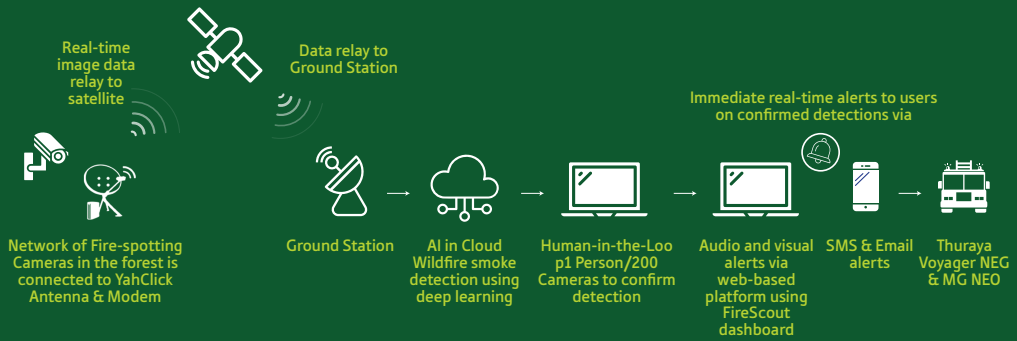 Real-time
image data
relay to
satellite
Data relay to
Ground Station
Immediate real-time alerts to users
on confirmed detections via
Network of Fire-spotting
Cameras in the forest is
connected to YahClick
Antenna & Modem
Ground Station
AI in Cloud
Wildfire smoke
detection using
deep learning
Human-in-the-Loo
p1 Person/200
Cameras to confirm
detection
Audio and visual
alerts via
web-based
platform using
FireScout
dashboard
SMS & Email
alerts
Thuraya
Voyager NEG
& MG NEO